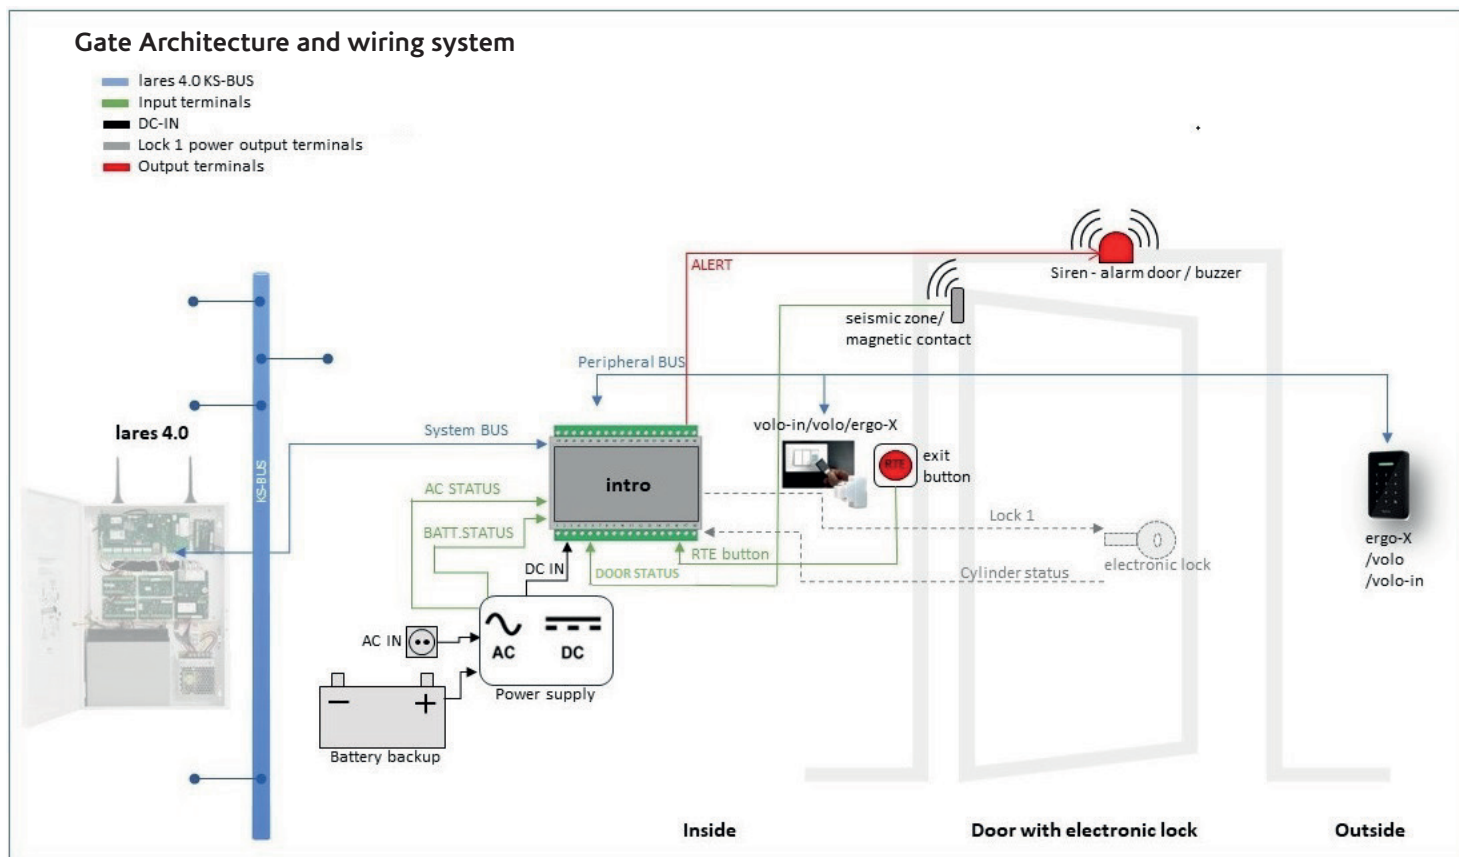 Gate Architecture and wiring system
lares 4.0 KS-BUS
Input terminals
DC-IN
Lock 1 power output terminals
Output terminals
ALERT
Siren - alarm door / buzzer
seismic zone/
magnetic contact
Peripheral BUS
lares 4.0
System BUS
volo-in/volo/ergo-X
KS-BUS
AC STATUS
intro
RTE
exit
button
BATT.STATUS
Lock 1
DC IN
DOOR STATUS
RTE button
Cylinder status
electronic lock
ergo-X
/volo
/volo-in
AC IN
AC
DC
Power supply
Battery backup
Inside
Door with electronic lock
Outside